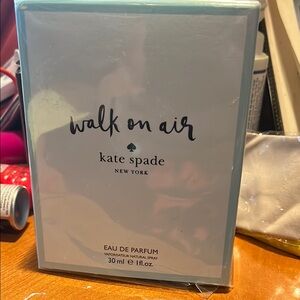 walk on air
kate spade
NEW YORK
EAU DE PARFUM
VAPORISATEUR NATURAL SPRAY
30 ml ℮ 1 fl.oz.